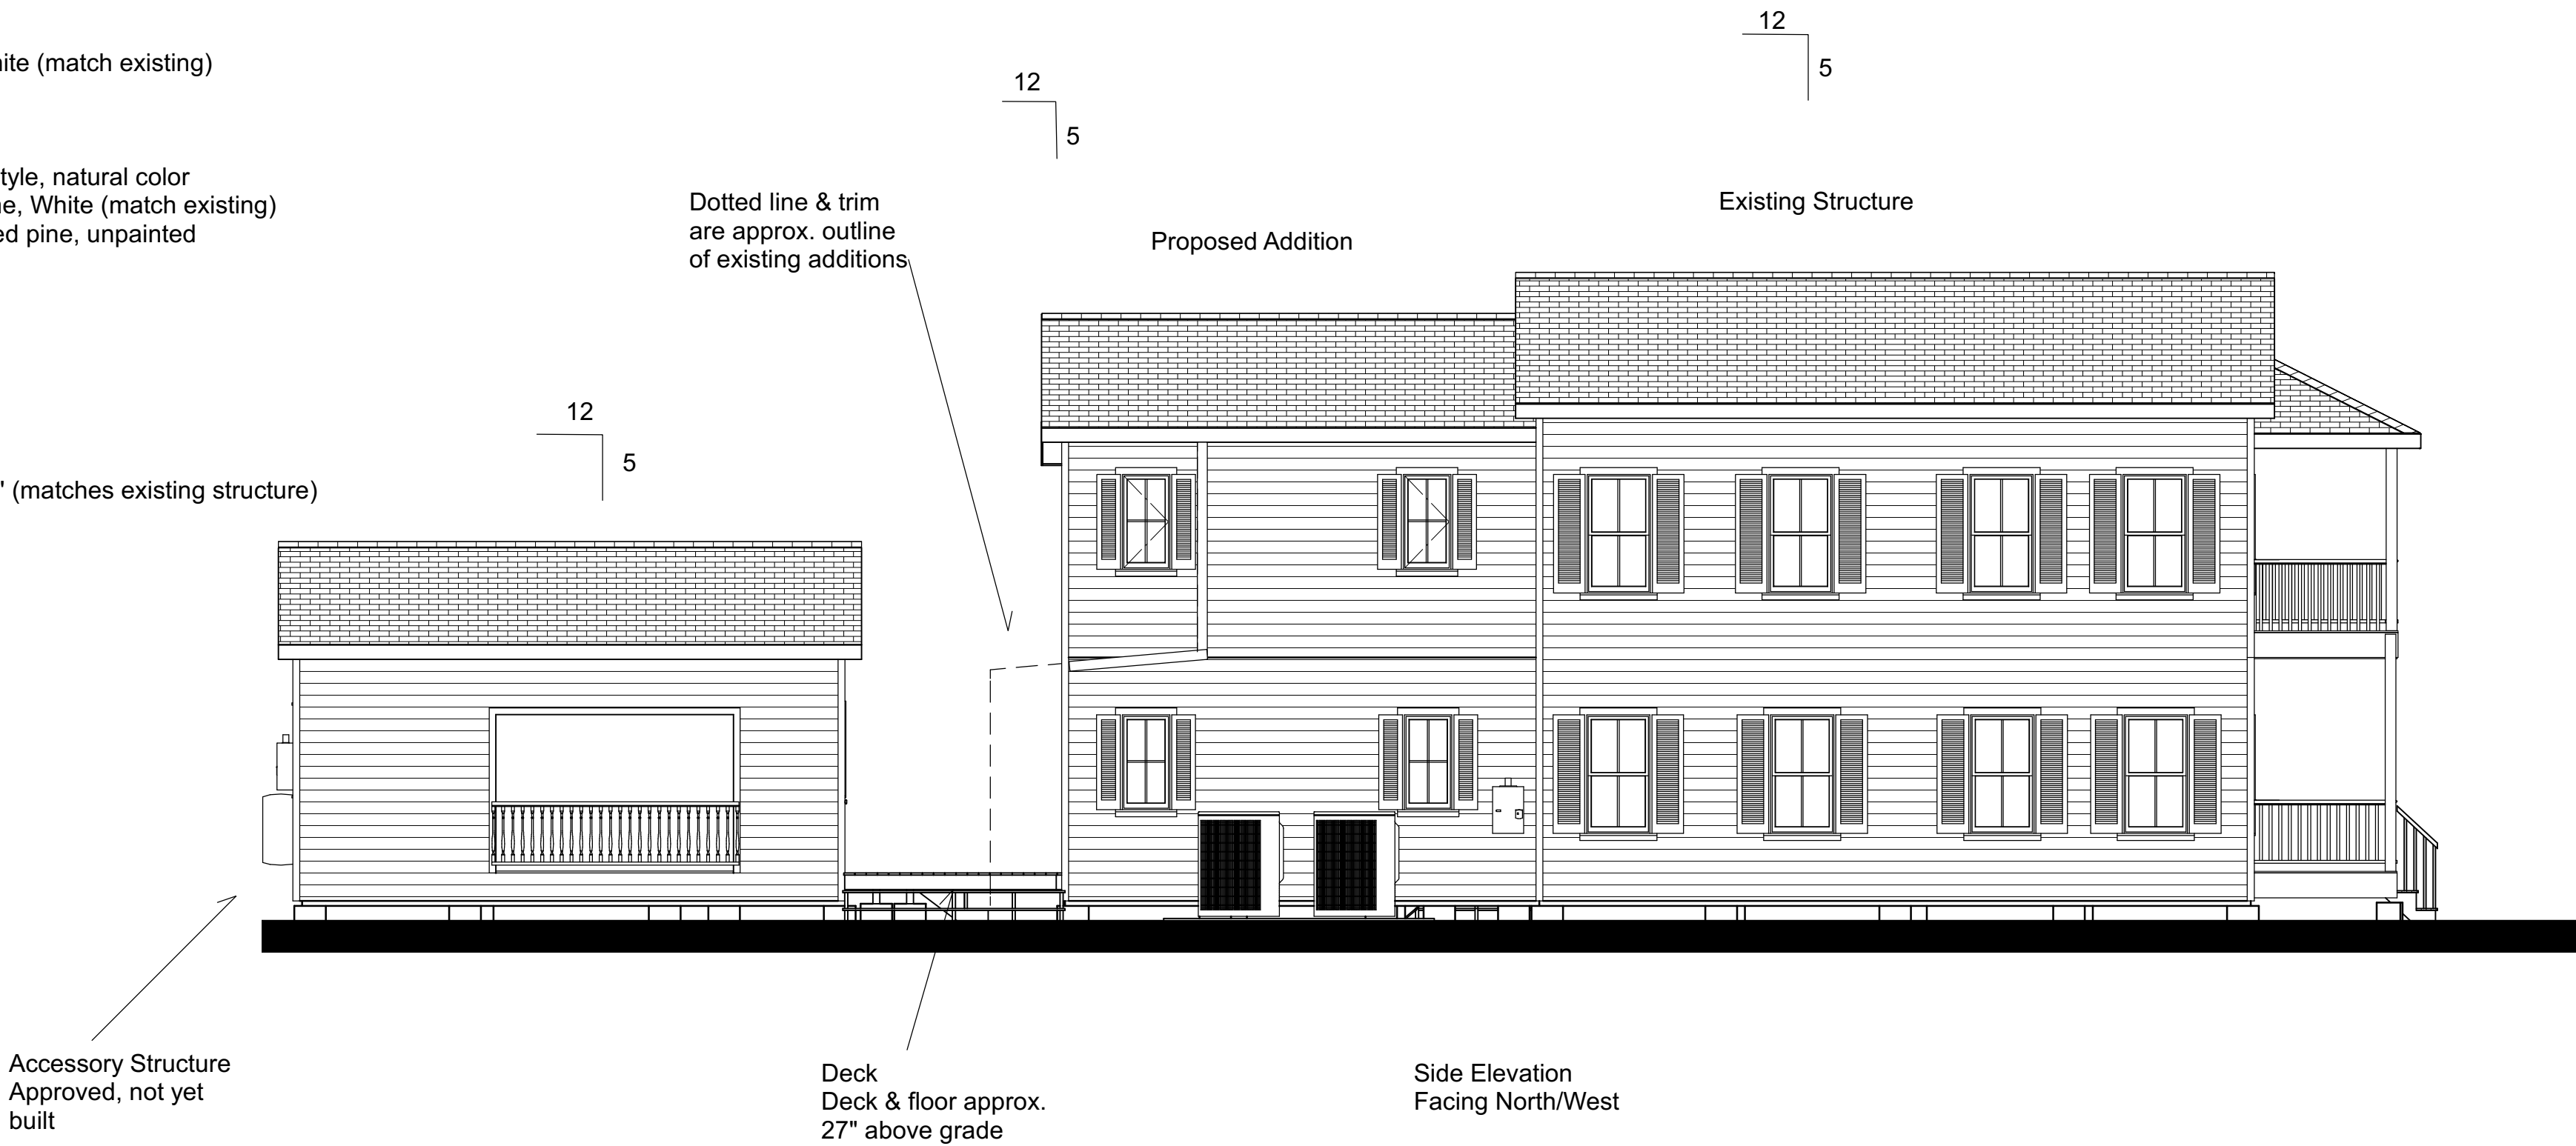 ite (match existing)
tyle, natural color
e, White (match existing)
ed pine, unpainted
" (matches existing structure)
12
5
12
5
12
5
Dotted line & trim
are approx. outline
of existing additions
Proposed Addition
Existing Structure
Accessory Structure
Approved, not yet
built
Deck
Deck & floor approx.
27" above grade
Side Elevation
Facing North/West